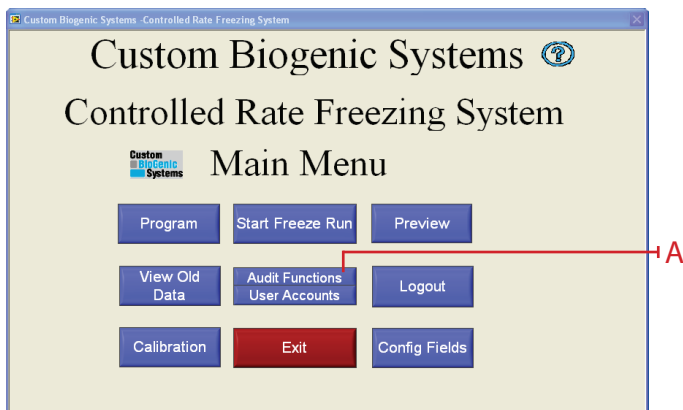 Custom Biogenic Systems -Controlled Rate Freezing System
Custom Biogenic Systems ?
Controlled Rate Freezing System
Custom
BioGenic
Systems
Main Menu
Program
Start Freeze Run
Preview
A
View Old
Data
Audit Functions
User Accounts
Logout
Calibration
Exit
Config Fields